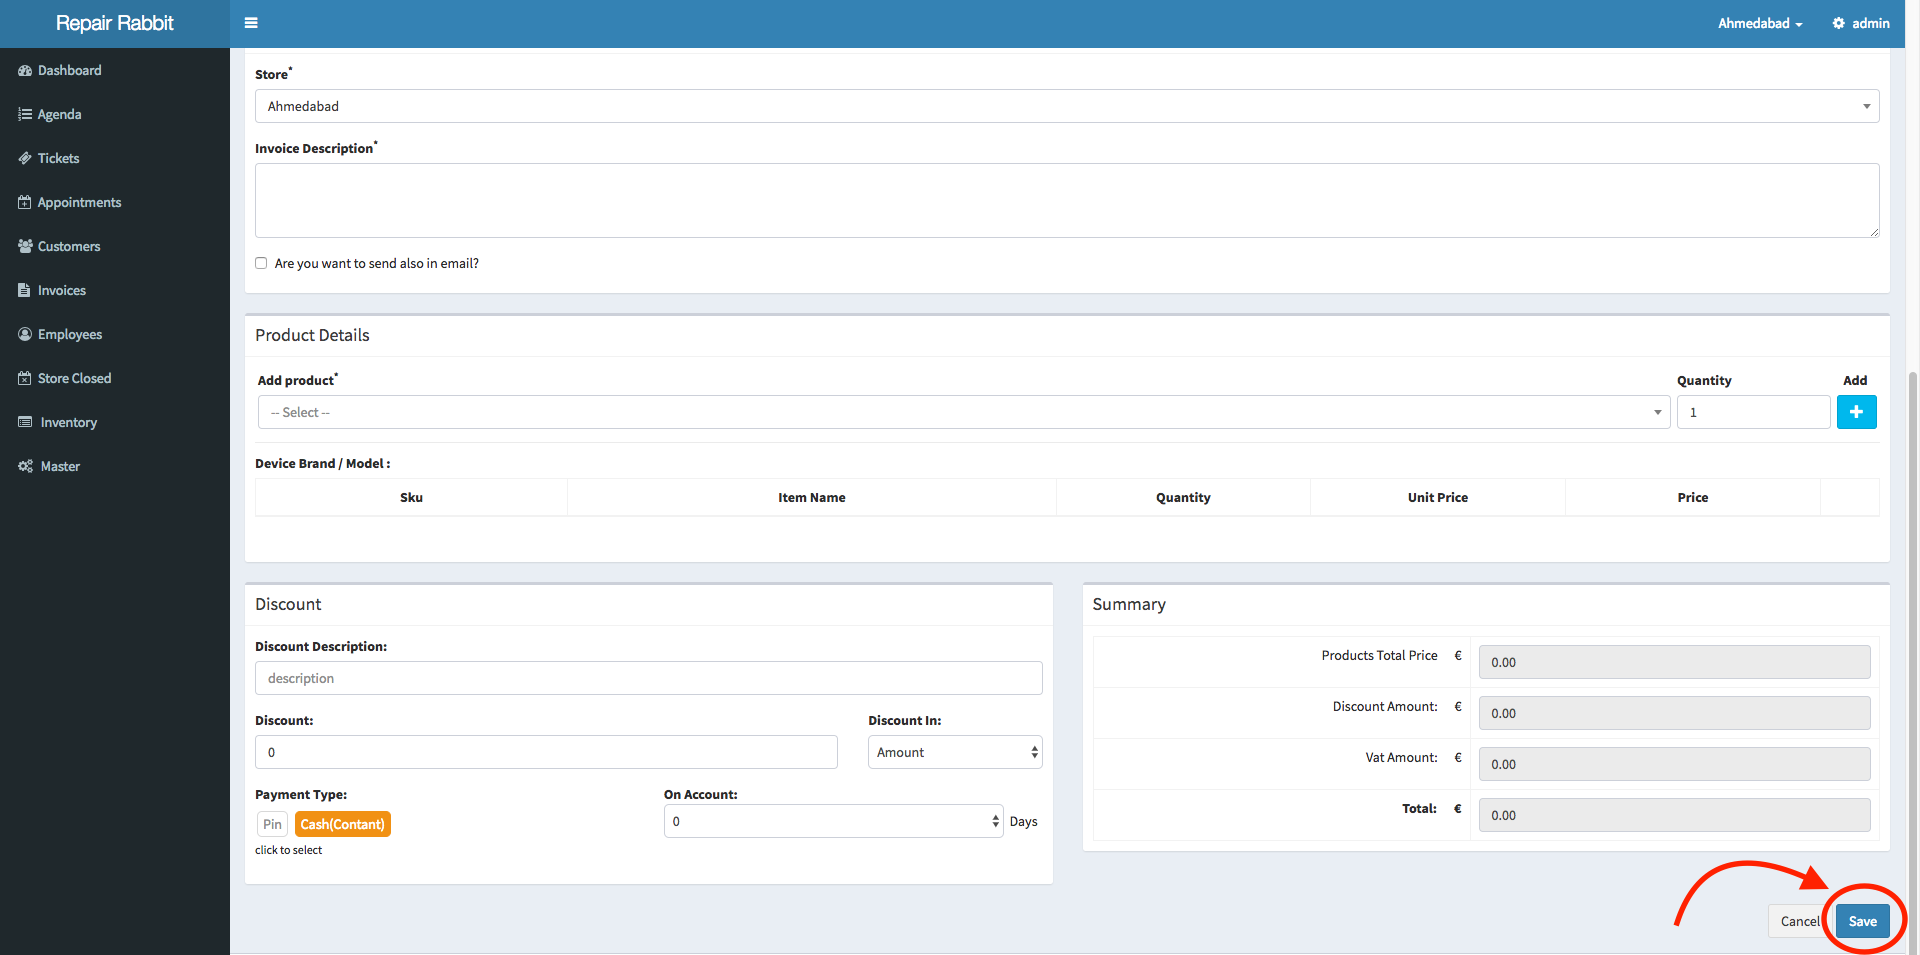 Repair Rabbit
Ahmedabad
admin
Dashboard
Agenda
Tickets
Appointments
Customers
Invoices
Employees
Store Closed
Inventory
Master
Store*
Ahmedabad
Invoice Description*
Are you want to send also in email?
Product Details
Add product* Quantity Add
-- Select -- 1
Device Brand / Model :
Sku Item Name Quantity Unit Price Price
Discount
Discount Description:
description
Discount: Discount In:
0 Amount
Payment Type: On Account:
Pin Cash(Contant) 0 Days
click to select
Summary
Products Total Price € 0.00
Discount Amount: € 0.00
Vat Amount: € 0.00
Total: € 0.00
Cancel Save